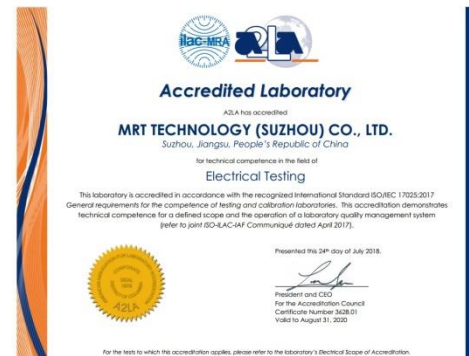 ilac-MRA
A2LA
Accredited Laboratory
A2LA has accredited
MRT TECHNOLOGY (SUZHOU) CO., LTD.
Suzhou, Jiangsu, People's Republic of China
for technical competence in the field of
Electrical Testing
This laboratory is accredited in accordance with the recognized International Standard ISO/IEC 17025:2017
General requirements for the competence of testing and calibration laboratories. This accreditation demonstrates
technical competence for a defined scope and the operation of a laboratory quality management system
(refer to joint ISO-ILAC-IAF Communiqué dated April 2017).
Presented this 24th day of July 2018.
President and CEO
For the Accreditation Council
Certificate Number 3628.01
Valid to August 31, 2020
SEAL
1978
A2LA
For the tests to which this accreditation applies, please refer to the laboratory's Electrical Scope of Accreditation.